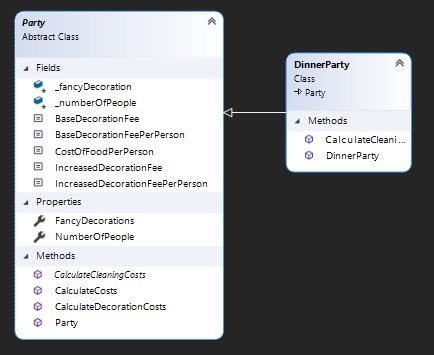 Party
Abstract Class
Fields
_fancyDecoration
_numberOfPeople
BaseDecorationFee
BaseDecorationFeePerPerson
CostOfFoodPerPerson
IncreasedDecorationFee
IncreasedDecorationFeePerPerson
Properties
FancyDecorations
NumberOfPeople
Methods
CalculateCleaningCosts
CalculateCosts
CalculateDecorationCosts
Party
DinnerParty
Class
Party
Methods
CalculateCleani...
DinnerParty